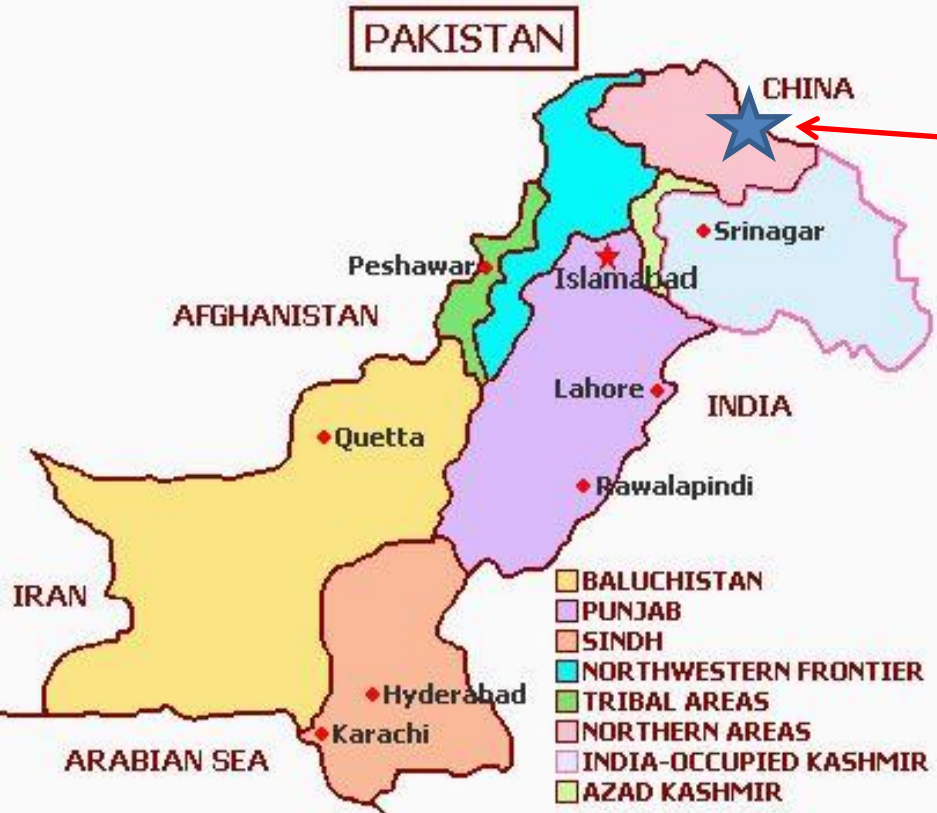 PAKISTAN
CHINA
Srinagar
Peshawar
Islamabad
AFGHANISTAN
Lahore
INDIA
Quetta
Rawalapindi
IRAN
BALUCHISTAN
PUNJAB
SINDH
NORTHWESTERN FRONTIER
TRIBAL AREAS
NORTHERN AREAS
INDIA-OCCUPIED KASHMIR
AZAD KASHMIR
Hyderabad
Karachi
ARABIAN SEA